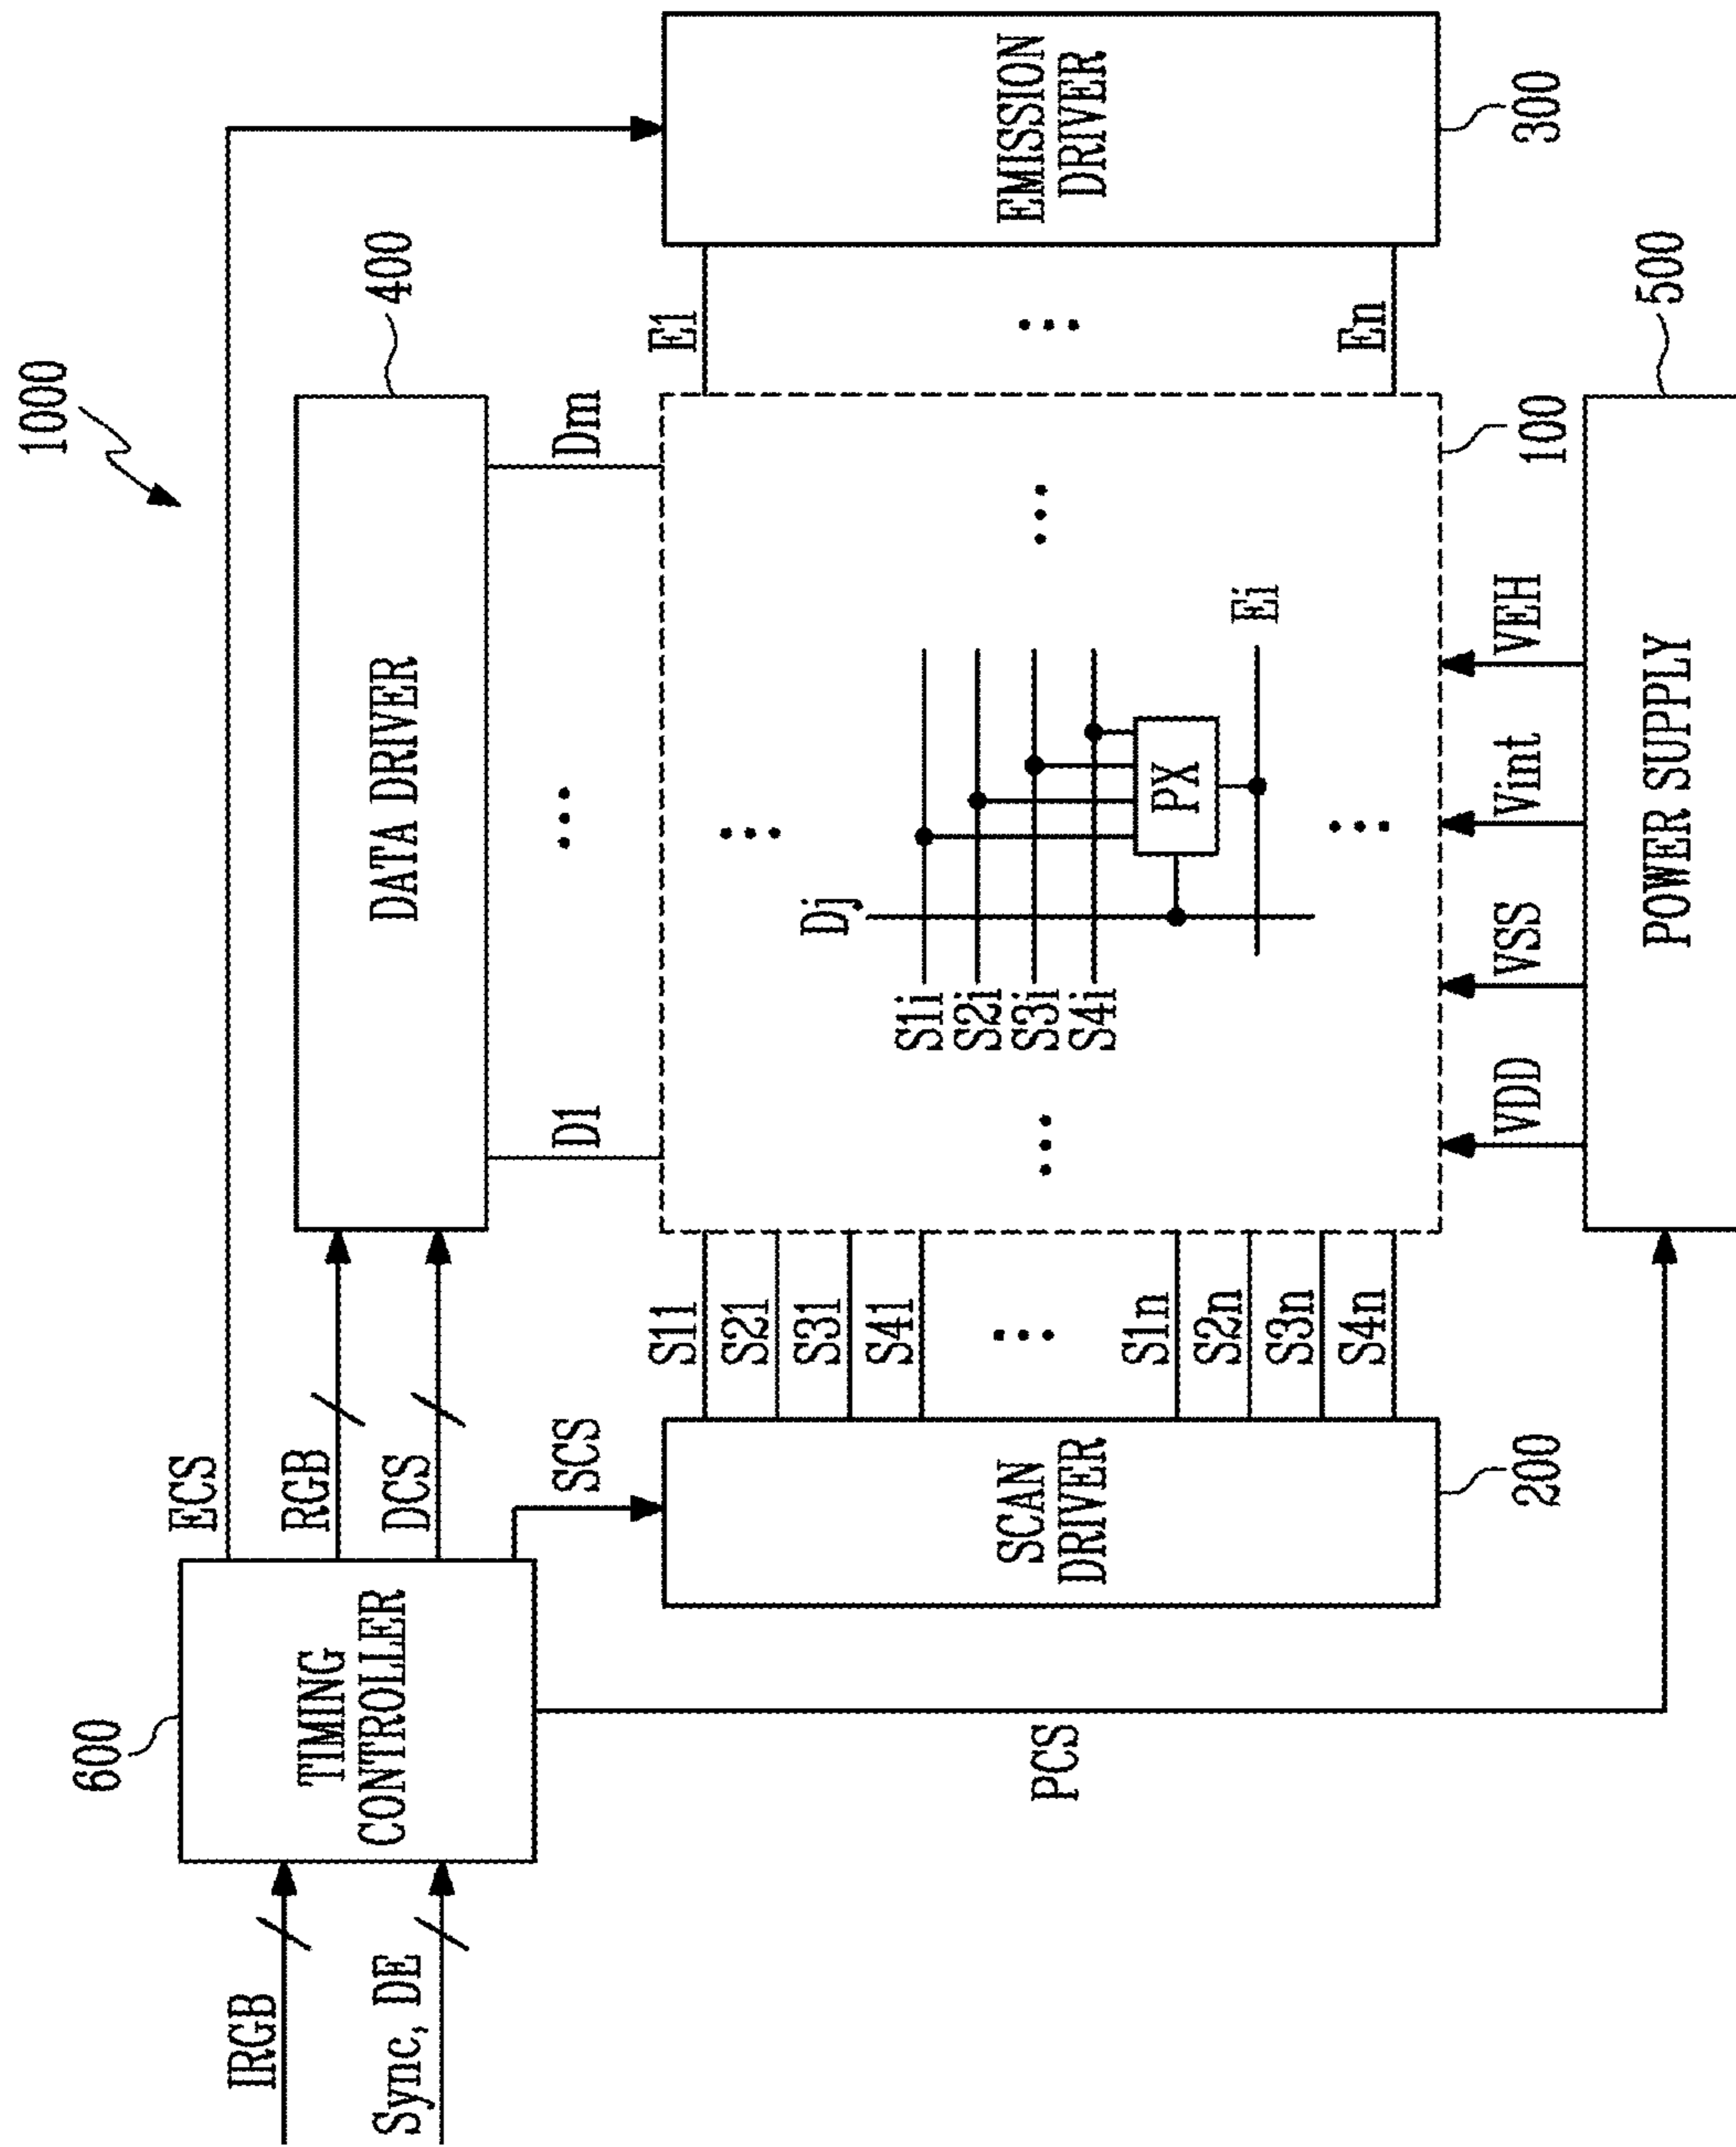 1000
600
TIMING
CONTROLLER
IRGB
Sync, DE
ECS
RGB
DCS
SCS
PCS
DATA DRIVER
400
D1
Dm
SCAN
DRIVER
200
S11
S21
S31
S41
S1n
S2n
S3n
S4n
Dj
S1i
S2i
S3i
S4i
PX
Ei
100
E1
En
EMISSION
DRIVER
300
VDD
VSS
Vint
VEH
POWER SUPPLY
500